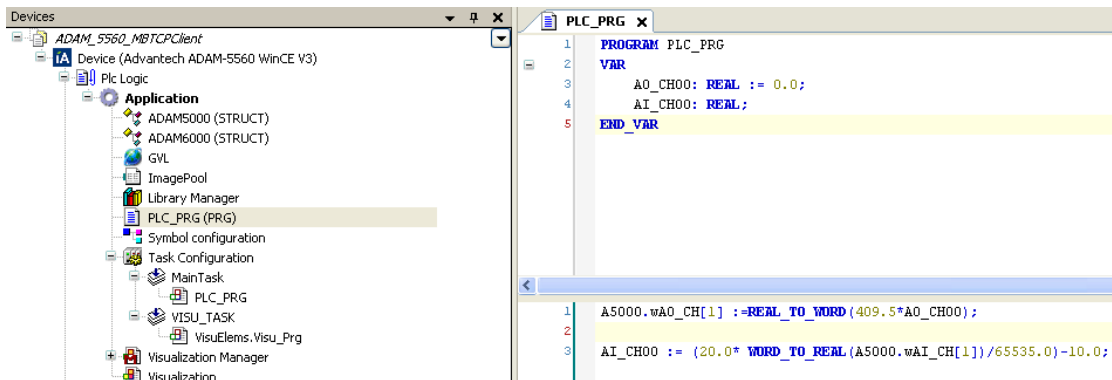 Devices
ADAM_5560_MBTCPClient
Device (Advantech ADAM-5560 WinCE V3)
Plc Logic
Application
ADAM5000 (STRUCT)
ADAM6000 (STRUCT)
GVL
ImagePool
Library Manager
PLC_PRG (PRG)
Symbol configuration
Task Configuration
MainTask
PLC_PRG
VISU_TASK
VisuElems.Visu_Prg
Visualization Manager
Visualization
PLC_PRG
1 PROGRAM PLC_PRG
2 VAR
3 AO_CH00: REAL := 0.0;
4 AI_CH00: REAL;
5 END_VAR
1 A5000.wAO_CH[1] :=REAL_TO_WORD(409.5*AO_CH00);
2
3 AI_CH00 := (20.0* WORD_TO_REAL(A5000.wAI_CH[1])/65535.0)-10.0;